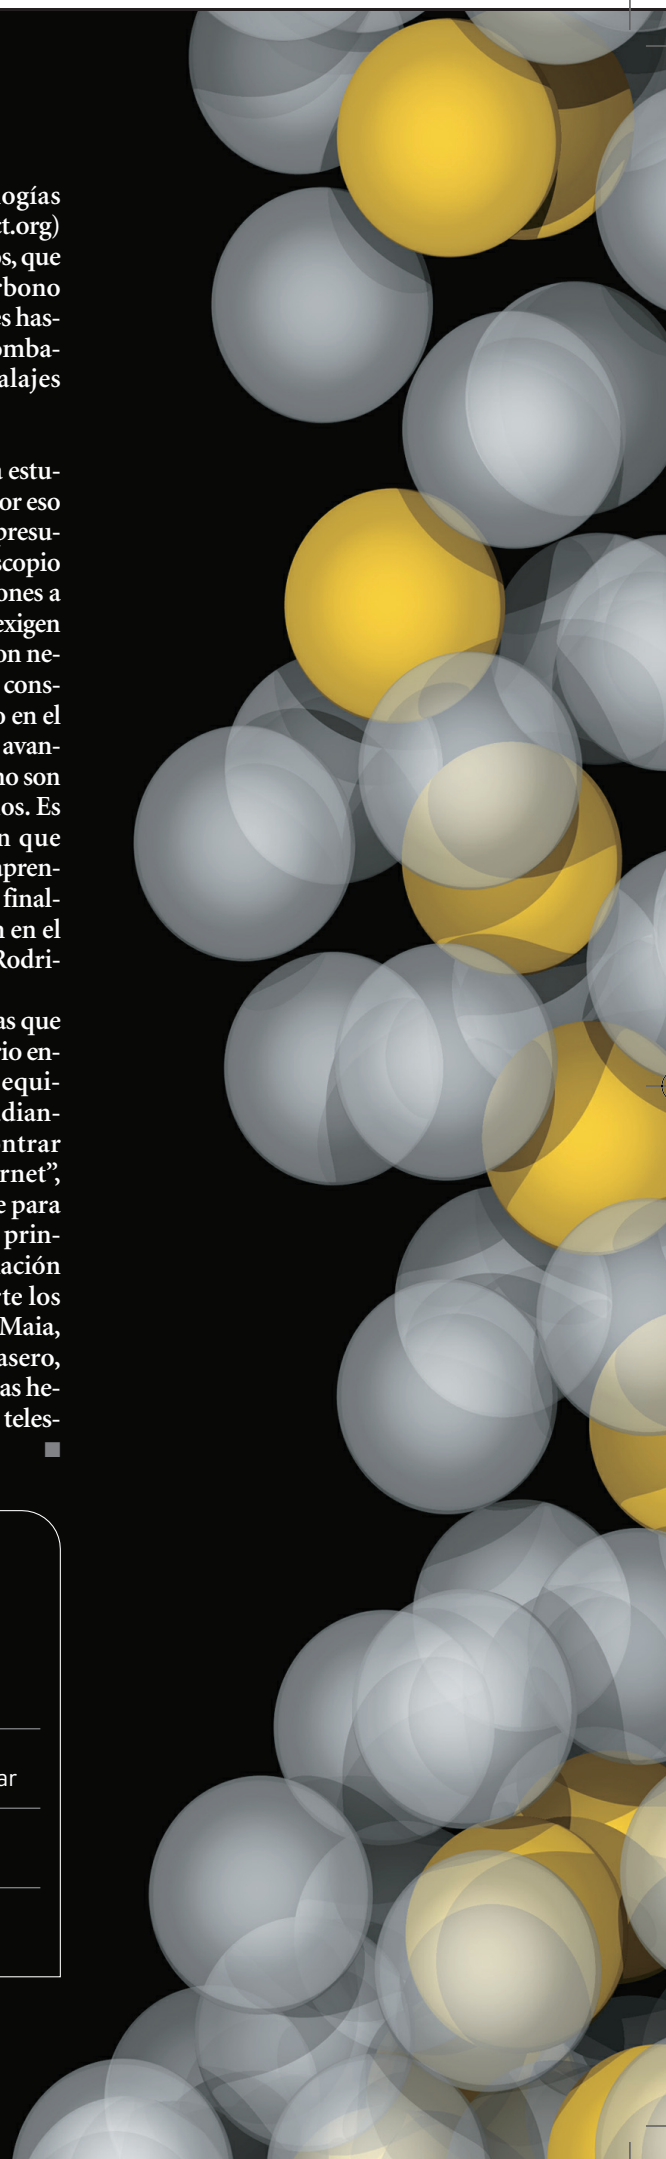 ogías
ct.org)
s, que
rbono
es has-
omba-
alajes
a estu-
or eso
presu-
scopio
ones a
exigen
on ne-
cons-
o en el
avan-
no son
os. Es
n que
apren-
final-
n en el
Rodri-
as que
rio en-
equi-
dian-
ntrar
rnet”,
e para
prin-
ación
rte los
Maia,
asero,
as he-
teles-
ar